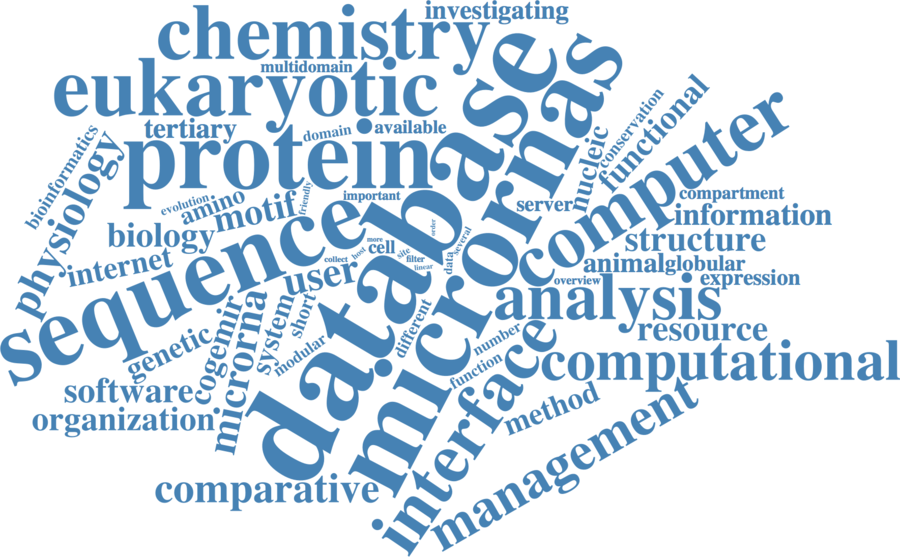 investigating
chemistry
multidomain
eukaryotic
tertiary
domain
available
protein
database
micrornas
bioinformatics
physiology
evolution
amino
motif
friendly
important
nucleic
conservation
functional
computer
server
compartment
information
biology
sequence
internet
user
collect
host
more
cell
site
filter
linear
order
several
data
structure
animal
globular
overview
expression
analysis
resource
genetic
cogemir
microrna
system
short
modular
different
number
function
interface
computational
software
organization
method
management
comparative